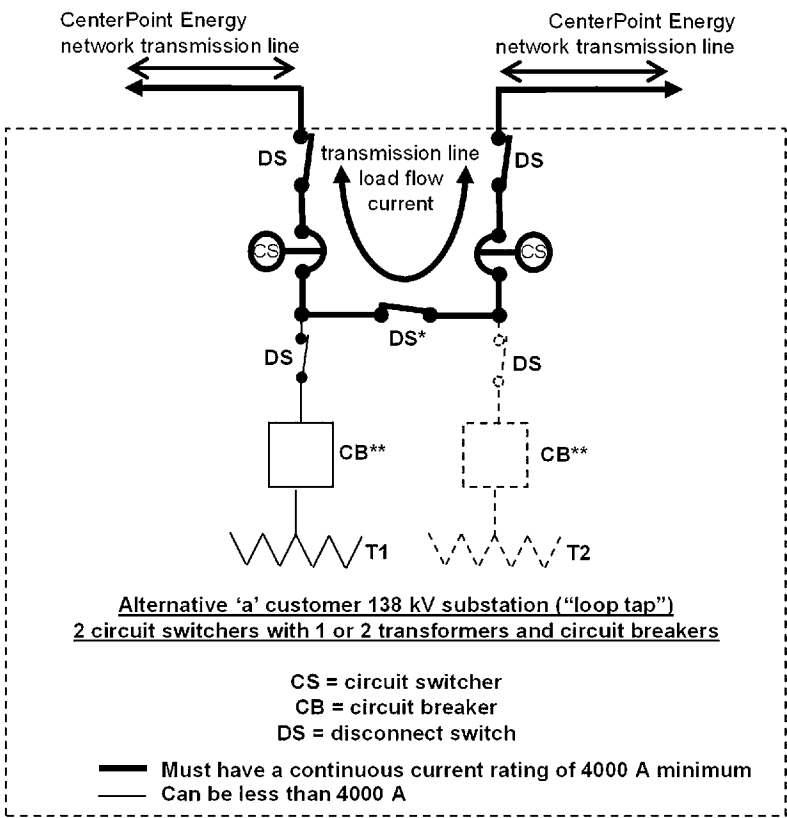 CenterPoint Energy
network transmission line
CenterPoint Energy
network transmission line
DS
transmission line
load flow
current
DS
CS
CS
DS*
DS
DS
CB**
CB**
T1
T2
Alternative ‘a’ customer 138 kV substation (“loop tap”)
2 circuit switchers with 1 or 2 transformers and circuit breakers
CS = circuit switcher
CB = circuit breaker
DS = disconnect switch
Must have a continuous current rating of 4000 A minimum
Can be less than 4000 A